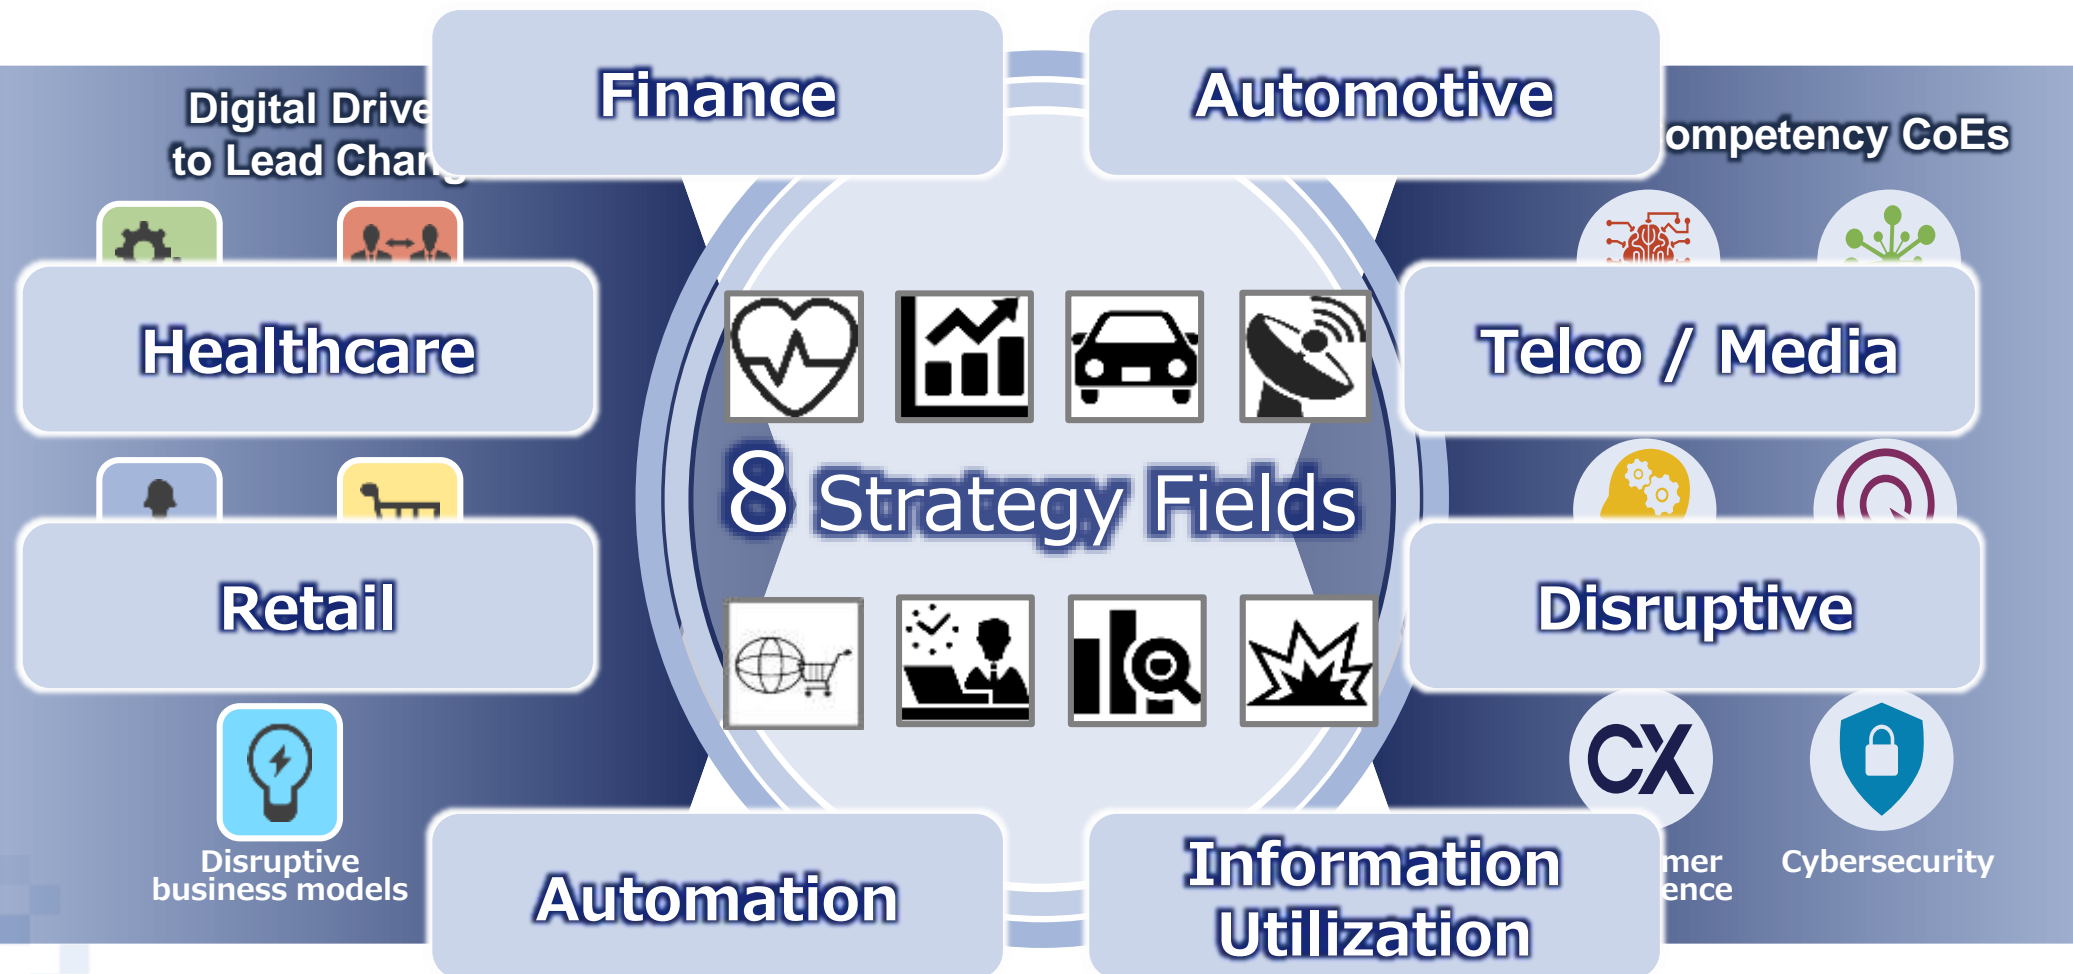 Finance
Automotive
Digital Drive
to Lead Chan
ompetency CoEs
Healthcare
Telco / Media
8 Strategy Fields
Retail
Disruptive
CX
Disruptive
business models
mer
ence
Cybersecurity
Automation
Information
Utilization